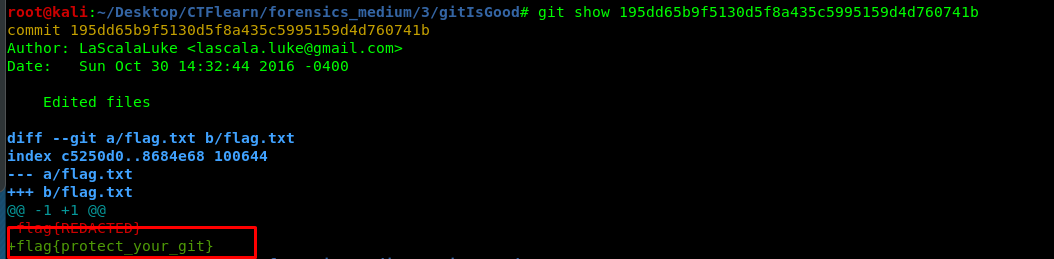 root@kali:~/Desktop/CTFlearn/forensics_medium/3/gitIsGood# git show 195dd65b9f5130d5f8a435c5995159d4d760741b
commit 195dd65b9f5130d5f8a435c5995159d4d760741b
Author: LaScalaLuke <lascala.luke@gmail.com>
Date:   Sun Oct 30 14:32:44 2016 -0400
Edited files
diff --git a/flag.txt b/flag.txt
index c5250d0..8684e68 100644
--- a/flag.txt
+++ b/flag.txt
@@ -1 +1 @@
-flag{REDACTED}
+flag{protect_your_git}